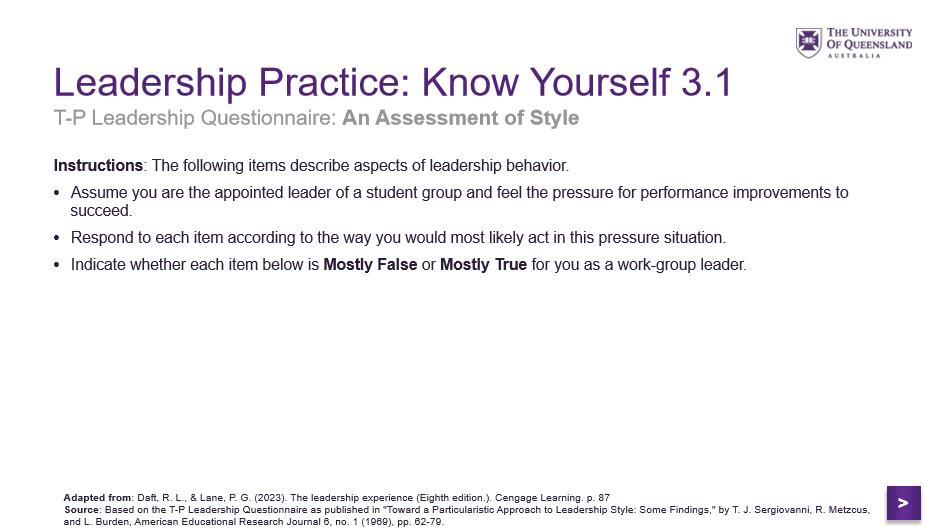 THE UNIVERSITY
OF QUEENSLAND
AUSTRALIA
Leadership Practice: Know Yourself 3.1
T-P Leadership Questionnaire: An Assessment of Style
Instructions: The following items describe aspects of leadership behavior.
• Assume you are the appointed leader of a student group and feel the pressure for performance improvements to
succeed.
• Respond to each item according to the way you would most likely act in this pressure situation.
• Indicate whether each item below is Mostly False or Mostly True for you as a work-group leader.
Adapted from: Daft, R. L., & Lane, P. G. (2023). The leadership experience (Eighth edition.). Cengage Learning. p. 87
Source: Based on the T-P Leadership Questionnaire as published in "Toward a Particularistic Approach to Leadership Style: Some Findings," by T. J. Sergiovanni, R. Metzcus,
and L. Burden, American Educational Research Journal 6, no. 1 (1969), pp. 62-79.
>